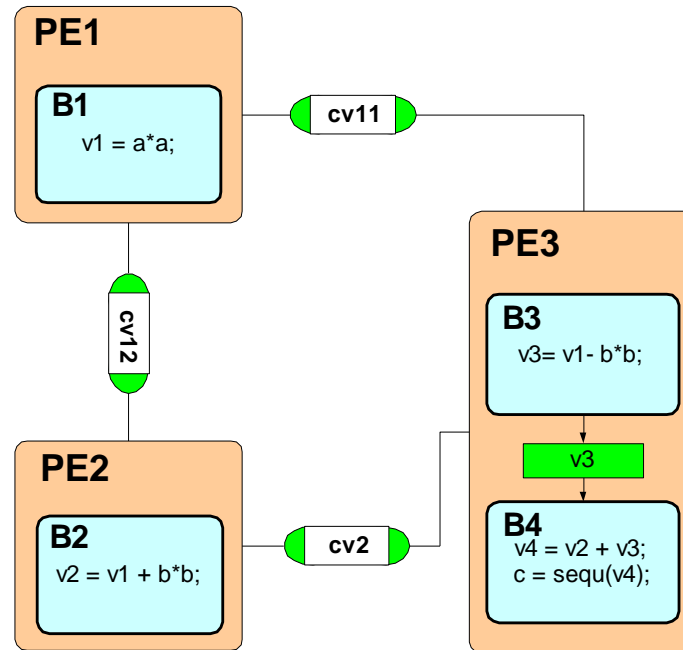 PE1
B1
v1 = a*a;
cv11
cv12
PE2
B2
v2 = v1 + b*b;
cv2
PE3
B3
v3= v1- b*b;
v3
B4
v4 = v2 + v3;
c = sequ(v4);